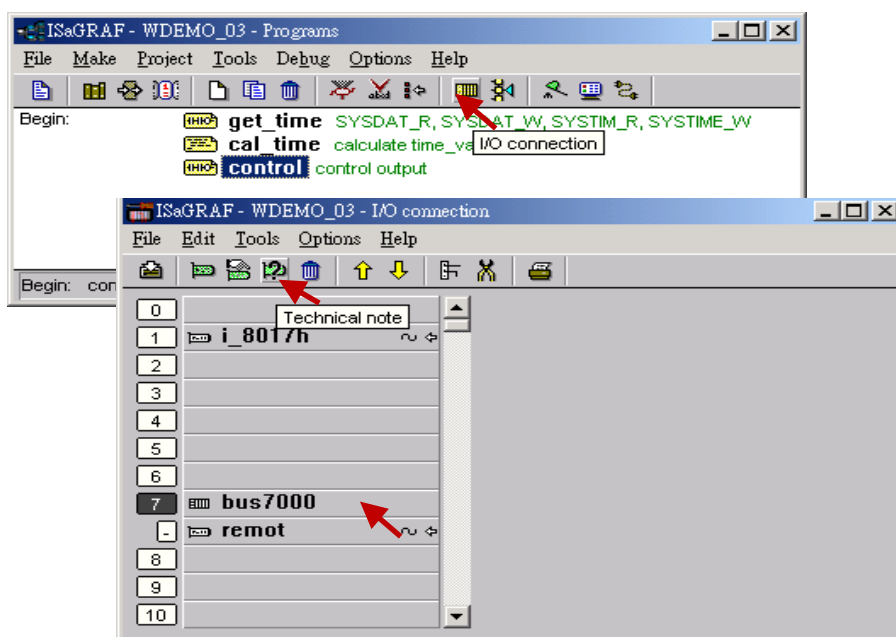 ISaGRAF - WDEMO_03 - Programs
File Make Project Tools Debug Options Help
Begin:
get_time SYSDAT_R, SYSDAT_W, SYSTIM_R, SYSTIME_W
cal_time calculate time_va
I/O connection
control control output
Begin: con
ISaGRAF - WDEMO_03 - I/O connection
File Edit Tools Options Help
Technical note
0
1 i_8017h
2
3
4
5
6
7 bus7000
- remot
8
9
10